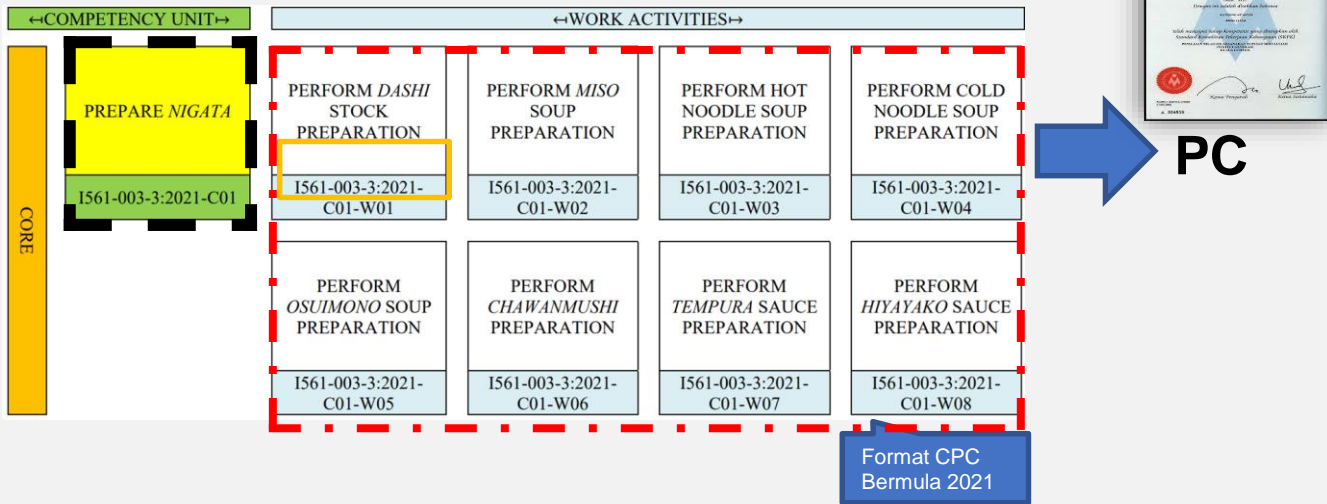 ↔COMPETENCY UNIT↔
↔WORK ACTIVITIES↔
CORE
PREPARE NIGATA
I561-003-3:2021-C01
PERFORM DASHI
STOCK
PREPARATION
I561-003-3:2021-
C01-W01
PERFORM MISO
SOUP
PREPARATION
I561-003-3:2021-
C01-W02
PERFORM HOT
NOODLE SOUP
PREPARATION
I561-003-3:2021-
C01-W03
PERFORM COLD
NOODLE SOUP
PREPARATION
I561-003-3:2021-
C01-W04
PERFORM
OSUIMONO SOUP
PREPARATION
I561-003-3:2021-
C01-W05
PERFORM
CHAWANMUSHI
PREPARATION
I561-003-3:2021-
C01-W06
PERFORM
TEMPURA SAUCE
PREPARATION
I561-003-3:2021-
C01-W07
PERFORM
HIYAYAKO SAUCE
PREPARATION
I561-003-3:2021-
C01-W08
PC
Format CPC
Bermula 2021